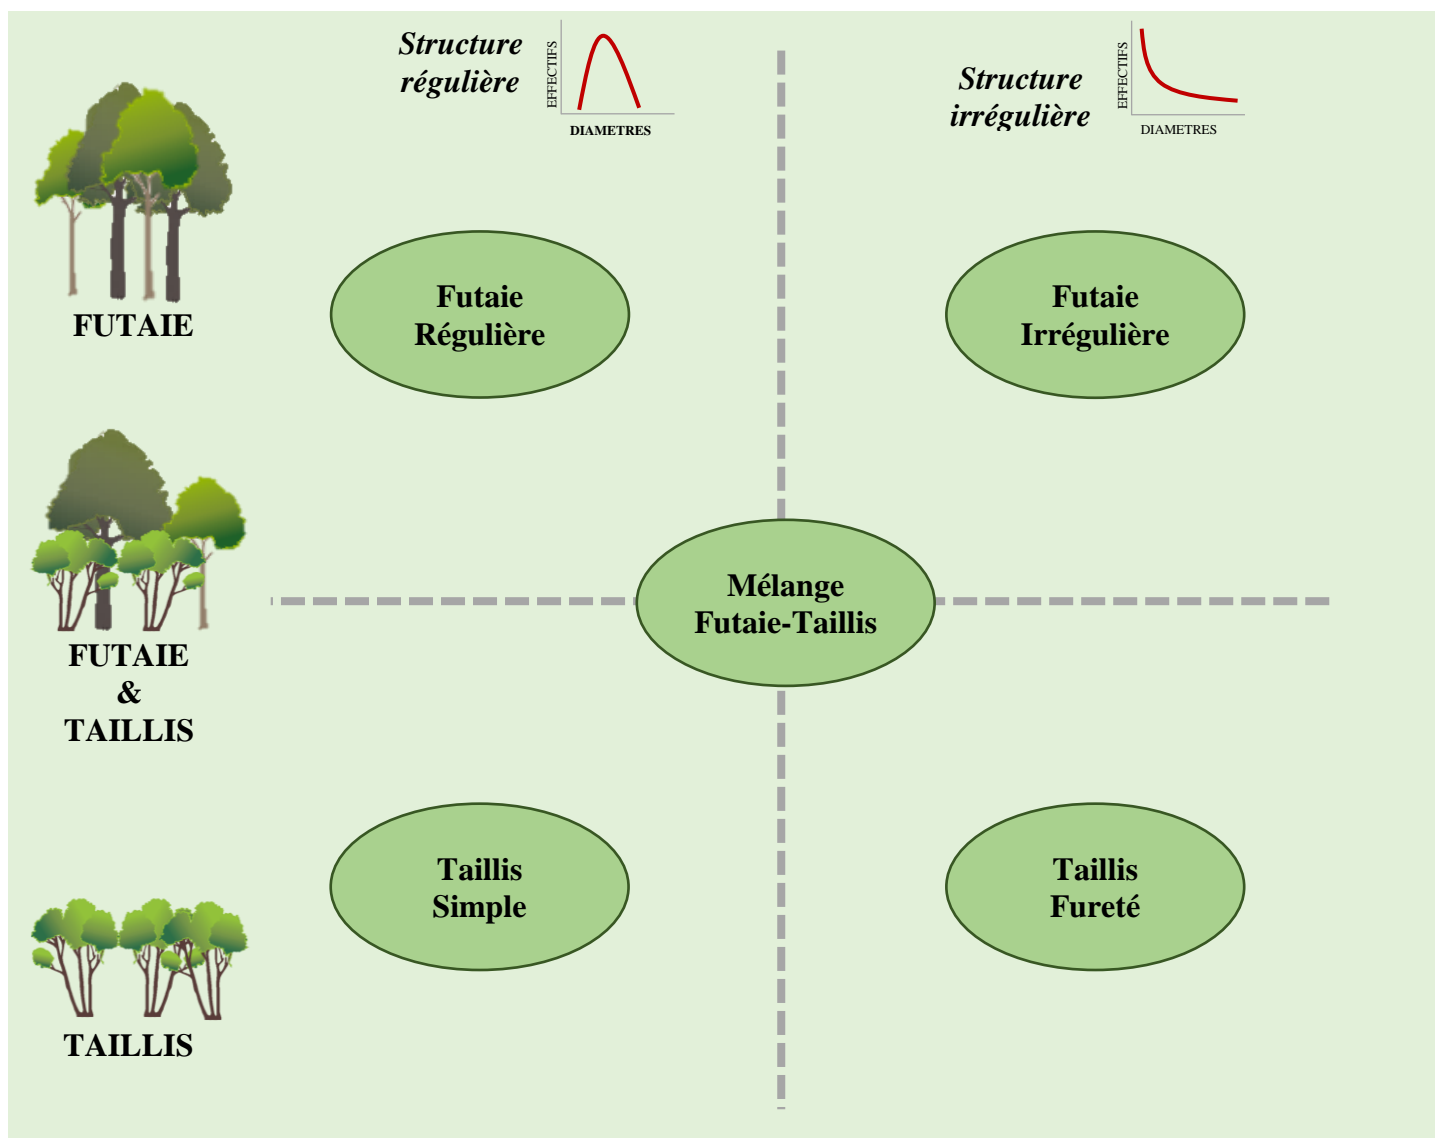 Structure
régulière
EFFECTIFS
DIAMETRES
Structure
irrégulière
EFFECTIFS
DIAMETRES
FUTAIE
Futaie
Régulière
Futaie
Irrégulière
FUTAIE
&
TAILLIS
Mélange
Futaie-Taillis
TAILLIS
Taillis
Simple
Taillis
Fureté